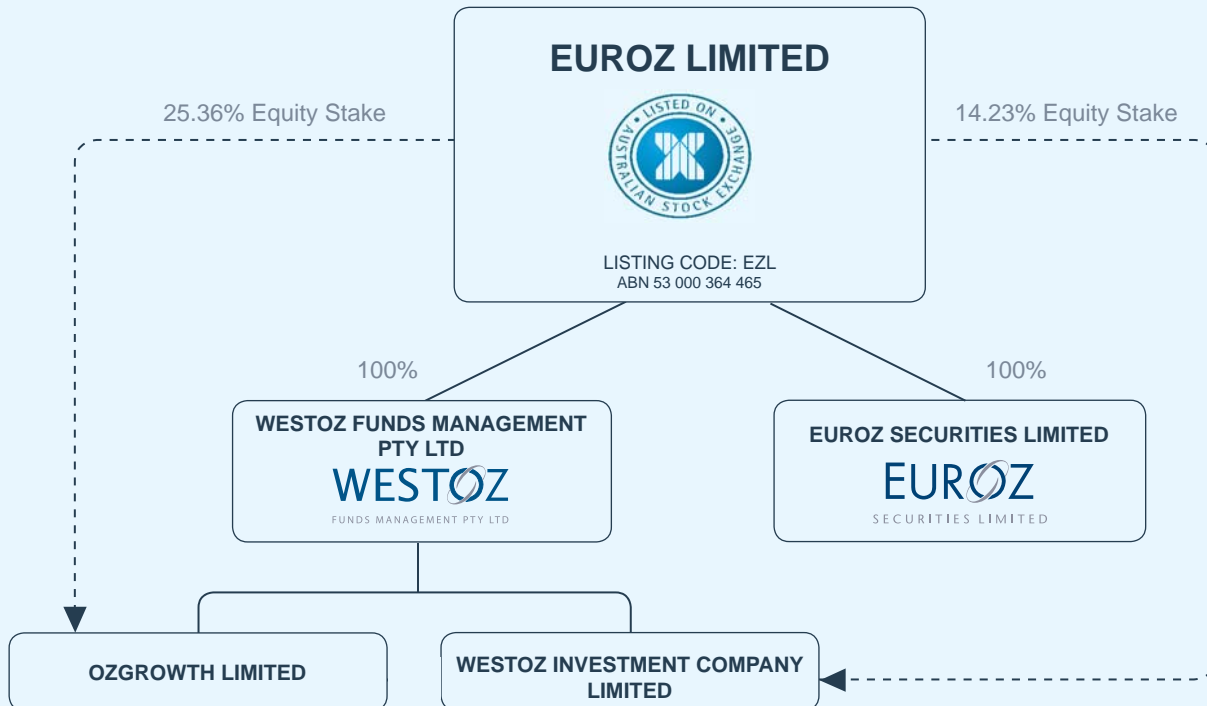 EUROZ LIMITED
25.36% Equity Stake
14.23% Equity Stake
• LISTED ON •
AUSTRALIAN STOCK EXCHANGE
LISTING CODE: EZL
ABN 53 000 364 465
100%
100%
WESTOZ FUNDS MANAGEMENT
PTY LTD
WESTOZ
FUNDS MANAGEMENT PTY LTD
EUROZ SECURITIES LIMITED
EUROZ
SECURITIES LIMITED
OZGROWTH LIMITED
WESTOZ INVESTMENT COMPANY
LIMITED